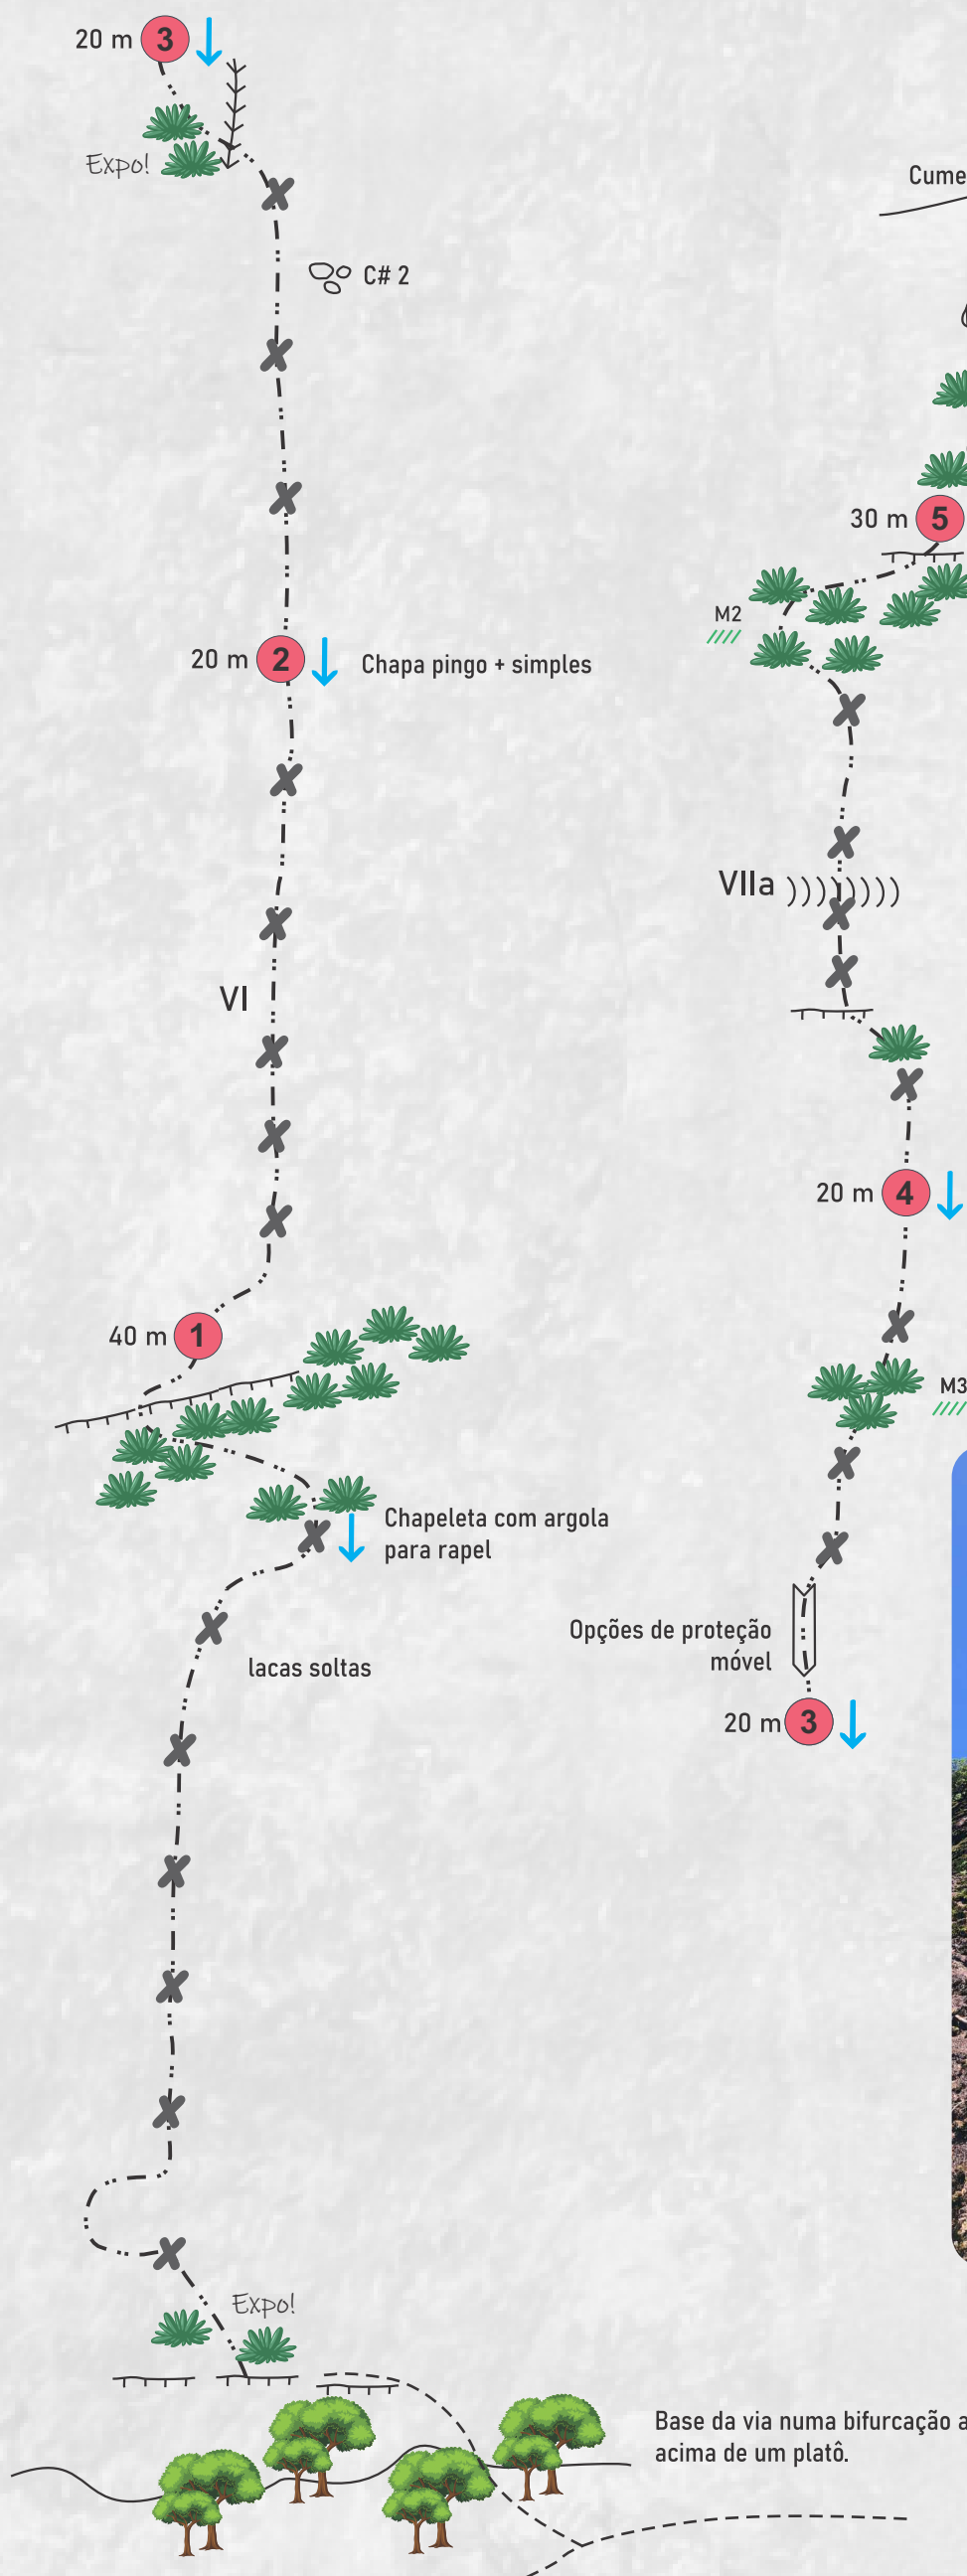 20 m 3
Expo!
C# 2
20 m 2 Chapa pingo + simples
VI
40 m 1
Chapeleta com argola
para rapel
lacas soltas
Expo!
Cume
30 m 5
M2
VIIa
20 m 4
M3
Opções de proteção
móvel
20 m 3
Base da via numa bifurcação a
acima de um platô.